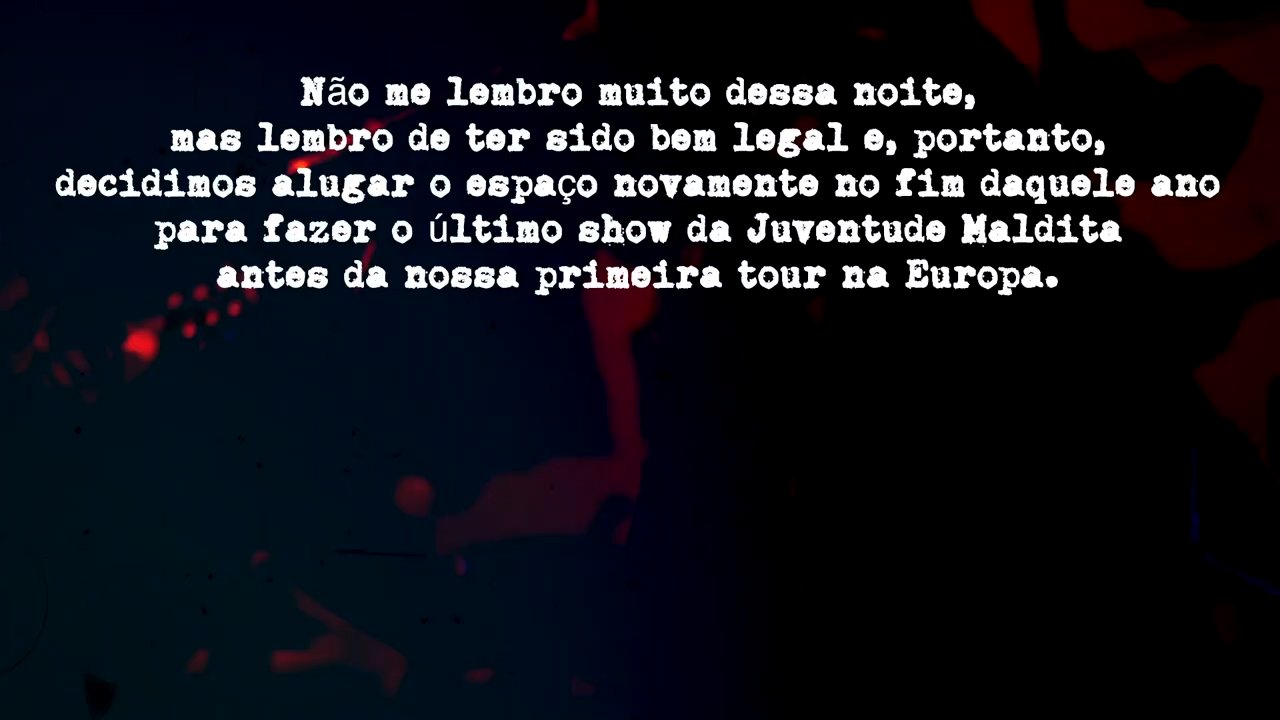 Não me lembro muito dessa noite,
mas lembro de ter sido bem legal e, portanto,
decidimos alugar o espaço novamente no fim daquele ano
para fazer o último show da Juventude Maldita
antes da nossa primeira tour na Europa.